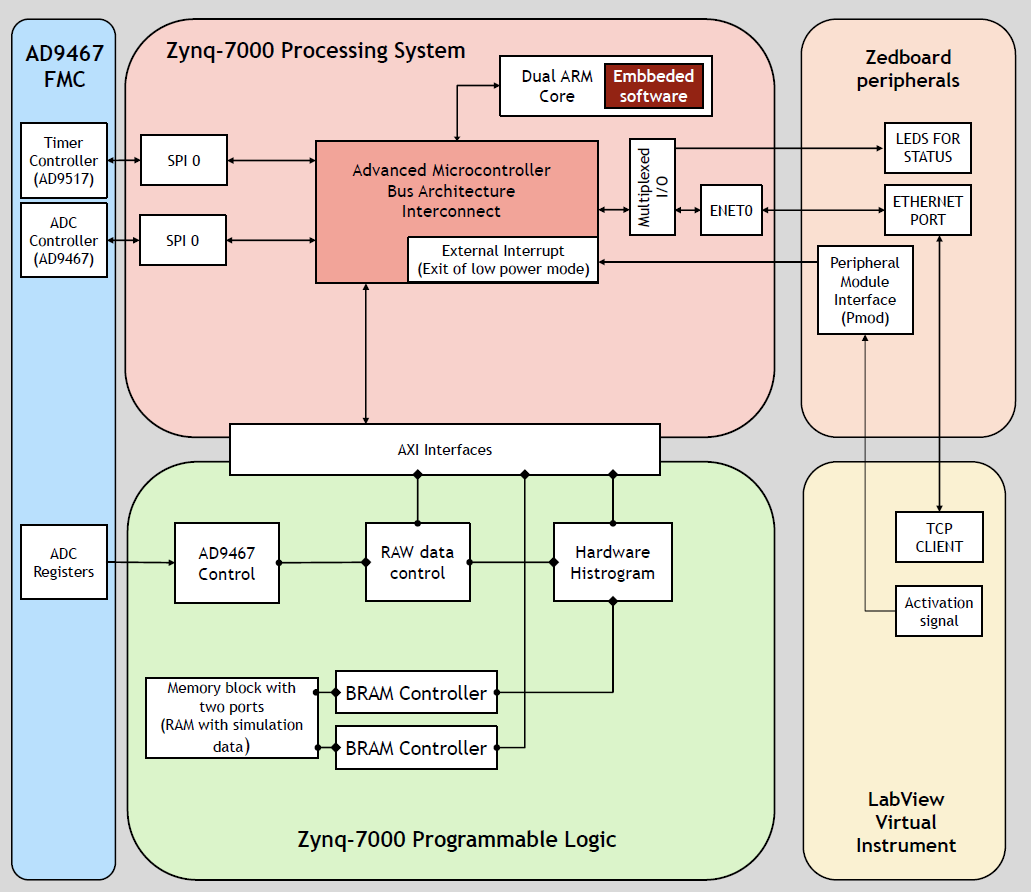 AD9467
FMC
Timer
Controller
(AD9517)
ADC
Controller
(AD9467)
ADC
Registers
Zynq-7000 Processing System
Dual ARM
Core
Embbeded
software
SPI 0
SPI 0
Advanced Microcontroller
Bus Architecture
Interconnect
External Interrupt
(Exit of low power mode)
Multiplexed
I/O
ENET0
Zedboard
peripherals
LEDS FOR
STATUS
ETHERNET
PORT
Peripheral
Module
Interface
(Pmod)
AXI Interfaces
AD9467
Control
RAW data
control
Hardware
Histrogram
Memory block with
two ports
(RAM with simulation
data)
BRAM Controller
BRAM Controller
Zynq-7000 Programmable Logic
TCP
CLIENT
Activation
signal
LabView
Virtual
Instrument